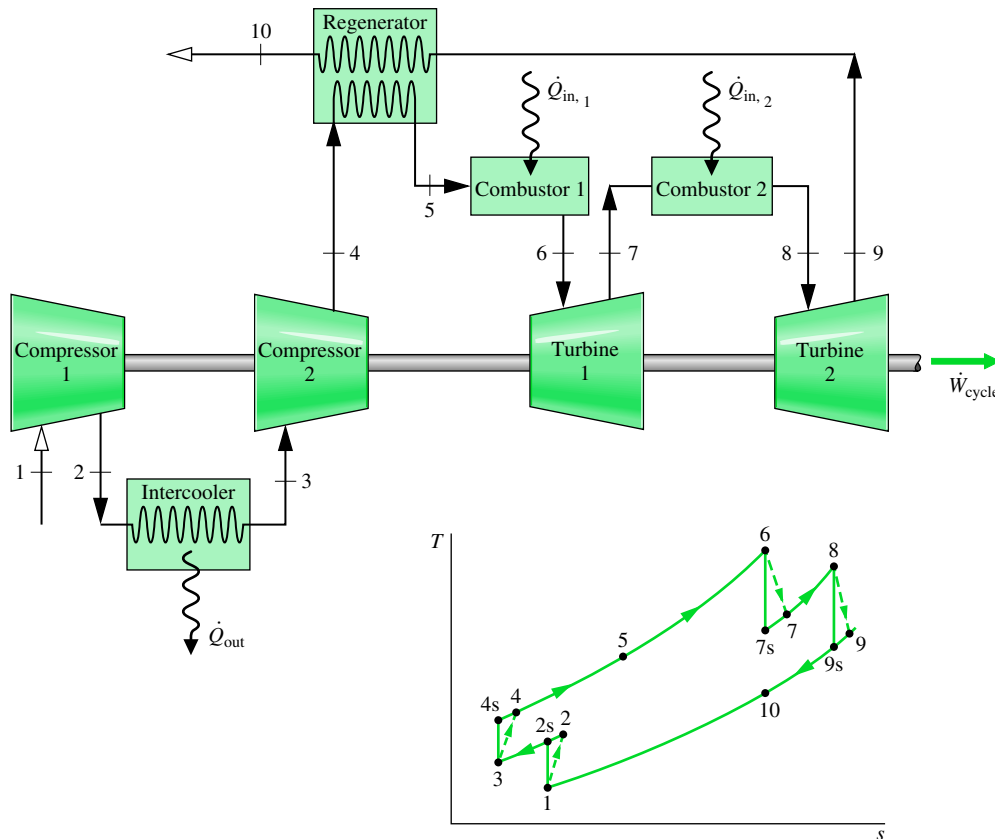 10
Regenerator
Q̇in, 1
Q̇in, 2
Combustor 1
Combustor 2
5
4
6
7
8
9
Compressor
1
Compressor
2
Turbine
1
Turbine
2
Ẇcycle
1
2
3
Intercooler
Q̇out
T
6
8
5
7s
7
9s
9
10
4s
4
2s
2
3
1
s